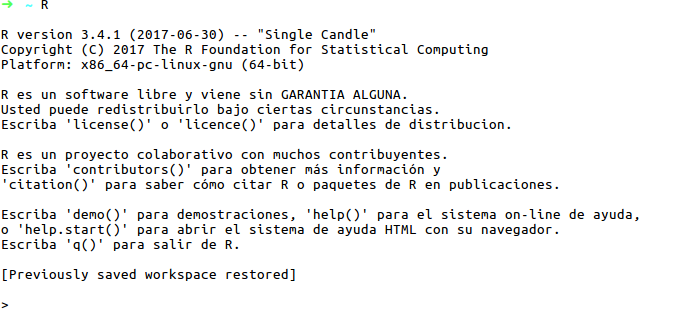 ➜ ~ R
R version 3.4.1 (2017-06-30) -- "Single Candle"
Copyright (C) 2017 The R Foundation for Statistical Computing
Platform: x86_64-pc-linux-gnu (64-bit)
R es un software libre y viene sin GARANTIA ALGUNA.
Usted puede redistribuirlo bajo ciertas circunstancias.
Escriba 'license()' o 'licence()' para detalles de distribucion.
R es un proyecto colaborativo con muchos contribuyentes.
Escriba 'contributors()' para obtener más información y
'citation()' para saber cómo citar R o paquetes de R en publicaciones.
Escriba 'demo()' para demostraciones, 'help()' para el sistema on-line de ayuda,
o 'help.start()' para abrir el sistema de ayuda HTML con su navegador.
Escriba 'q()' para salir de R.
[Previously saved workspace restored]
>